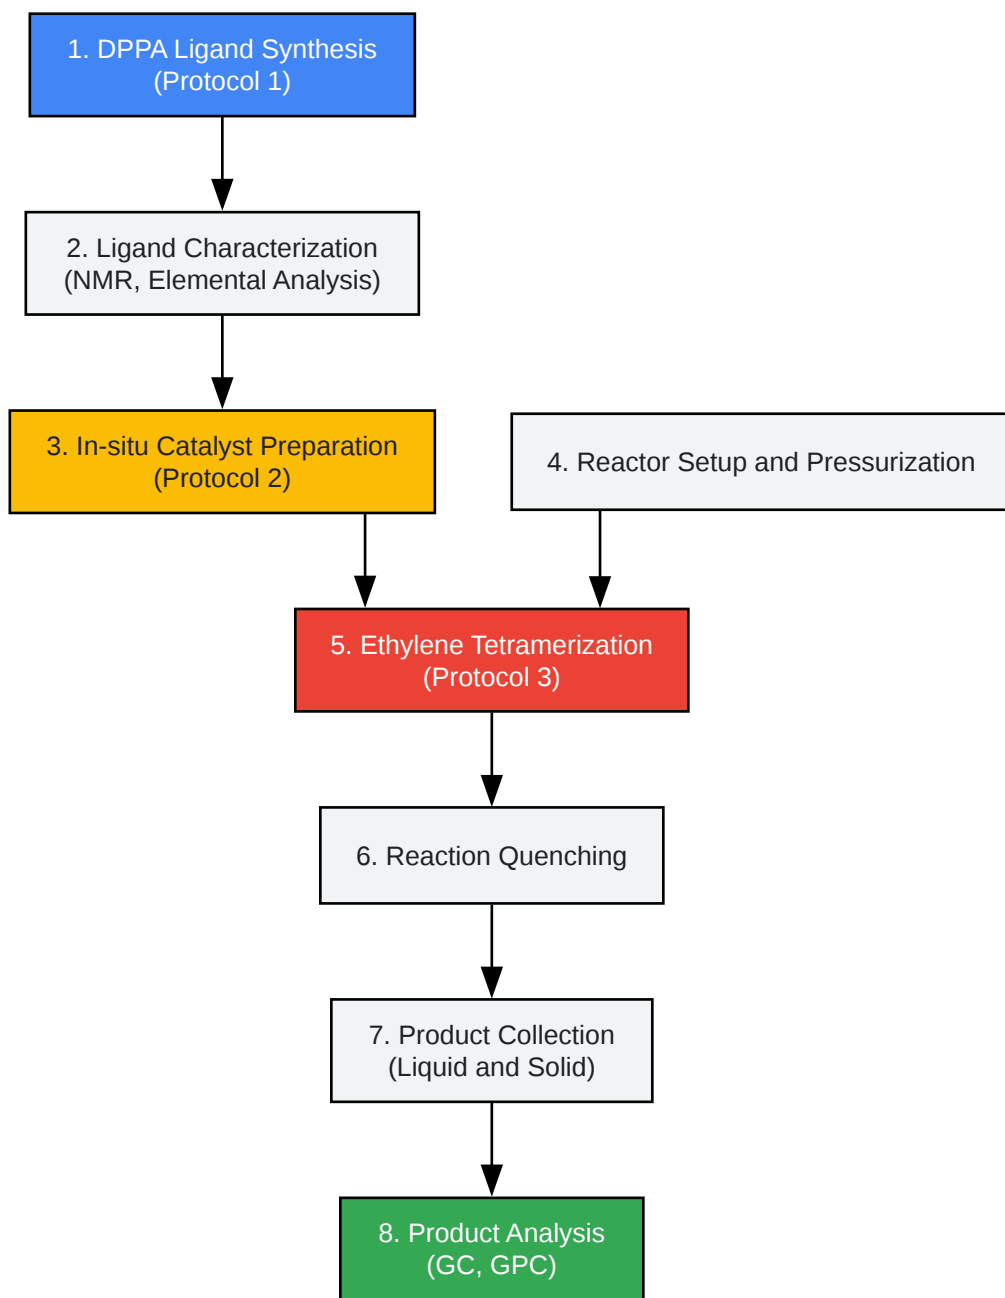 1. DPPA Ligand Synthesis
(Protocol 1)
2. Ligand Characterization
(NMR, Elemental Analysis)
3. In-situ Catalyst Preparation
(Protocol 2)
4. Reactor Setup and Pressurization
5. Ethylene Tetramerization
(Protocol 3)
6. Reaction Quenching
7. Product Collection
(Liquid and Solid)
8. Product Analysis
(GC, GPC)